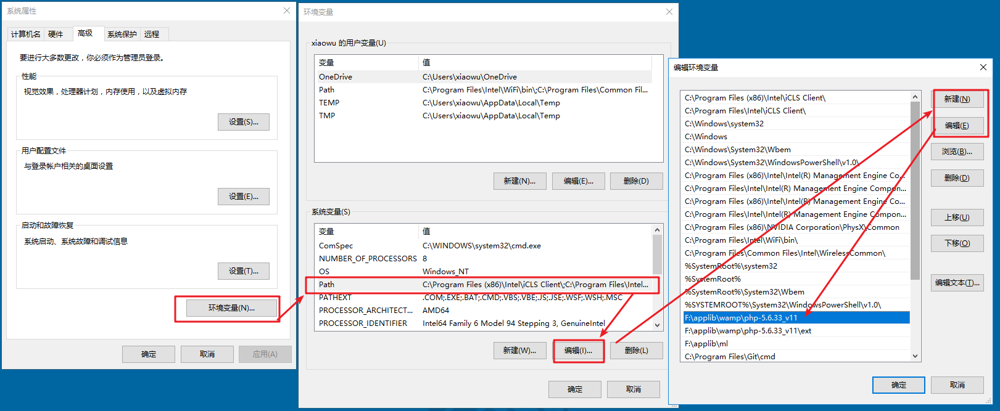 系统属性
计算机名
硬件
高级
系统保护
远程
要进行大多数更改，你必须作为管理员登录。
性能
视觉效果，处理器计划，内存使用，以及虚拟内存
设置(S)...
用户配置文件
与登录帐户相关的桌面设置
设置(E)...
启动和故障恢复
系统启动、系统故障和调试信息
设置(T)...
环境变量(N)...
确定
取消
应用(A)
环境变量
xiaowu 的用户变量(U)
变量 值
OneDrive C:\Users\xiaowu\OneDrive
Path C:\Program Files\Intel\WiFi\bin\;C:\Program Files\Common Fil...
TEMP C:\Users\xiaowu\AppData\Local\Temp
TMP C:\Users\xiaowu\AppData\Local\Temp
新建(N)...
编辑(E)...
删除(D)
系统变量(S)
变量 值
ComSpec C:\WINDOWS\system32\cmd.exe
NUMBER_OF_PROCESSORS 8
OS Windows_NT
Path C:\Program Files (x86)\Intel\iCLS Client\;C:\Program Files\Intel...
PATHEXT .COM;.EXE;.BAT;.CMD;.VBS;.VBE;.JS;.JSE;.WSF;.WSH;.MSC
PROCESSOR_ARCHITECT... AMD64
PROCESSOR_IDENTIFIER Intel64 Family 6 Model 94 Stepping 3, GenuineIntel
新建(W)...
编辑(I)...
删除(L)
确定
取消
编辑环境变量
C:\Program Files (x86)\Intel\iCLS Client\
C:\Program Files\Intel\iCLS Client\
C:\Windows\system32
C:\Windows
C:\Windows\System32\Wbem
C:\Windows\System32\WindowsPowerShell\v1.0\
C:\Program Files (x86)\Intel\Intel(R) Management Engine Co...
C:\Program Files\Intel\Intel(R) Management Engine Compon...
C:\Program Files (x86)\Intel\Intel(R) Management Engine Co...
C:\Program Files\Intel\Intel(R) Management Engine Compon...
C:\Program Files (x86)\NVIDIA Corporation\PhysX\Common
C:\Program Files\Intel\WiFi\bin\
C:\Program Files\Common Files\Intel\WirelessCommon\
%SystemRoot%\system32
%SystemRoot%
%SystemRoot%\System32\Wbem
%SYSTEMROOT%\System32\WindowsPowerShell\v1.0\
F:\applib\wamp\php-5.6.33_v11
F:\applib\wamp\php-5.6.33_v11\ext
F:\applib\ml
C:\Program Files\Git\cmd
新建(N)
编辑(E)
浏览(B)...
删除(D)
上移(U)
下移(O)
编辑文本(T)...
确定
取消